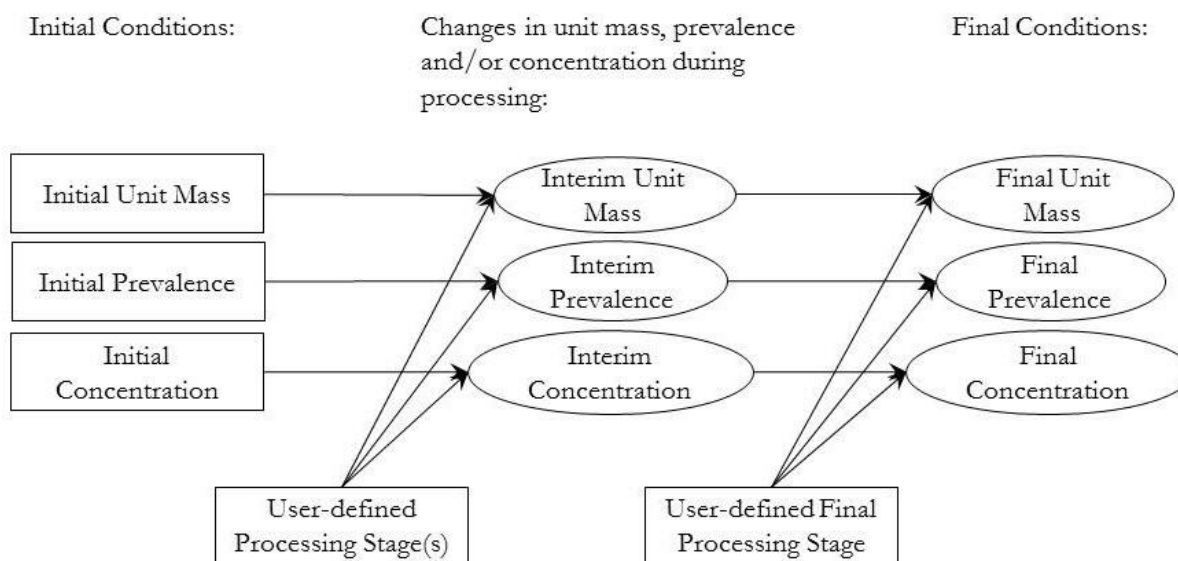 Initial Conditions:
Changes in unit mass, prevalence
and/or concentration during
processing:
Final Conditions:
Initial Unit Mass
Interim Unit
Mass
Final Unit
Mass
Initial Prevalence
Interim
Prevalence
Final
Prevalence
Initial
Concentration
Interim
Concentration
Final
Concentration
User-defined
Processing Stage(s)
User-defined Final
Processing Stage